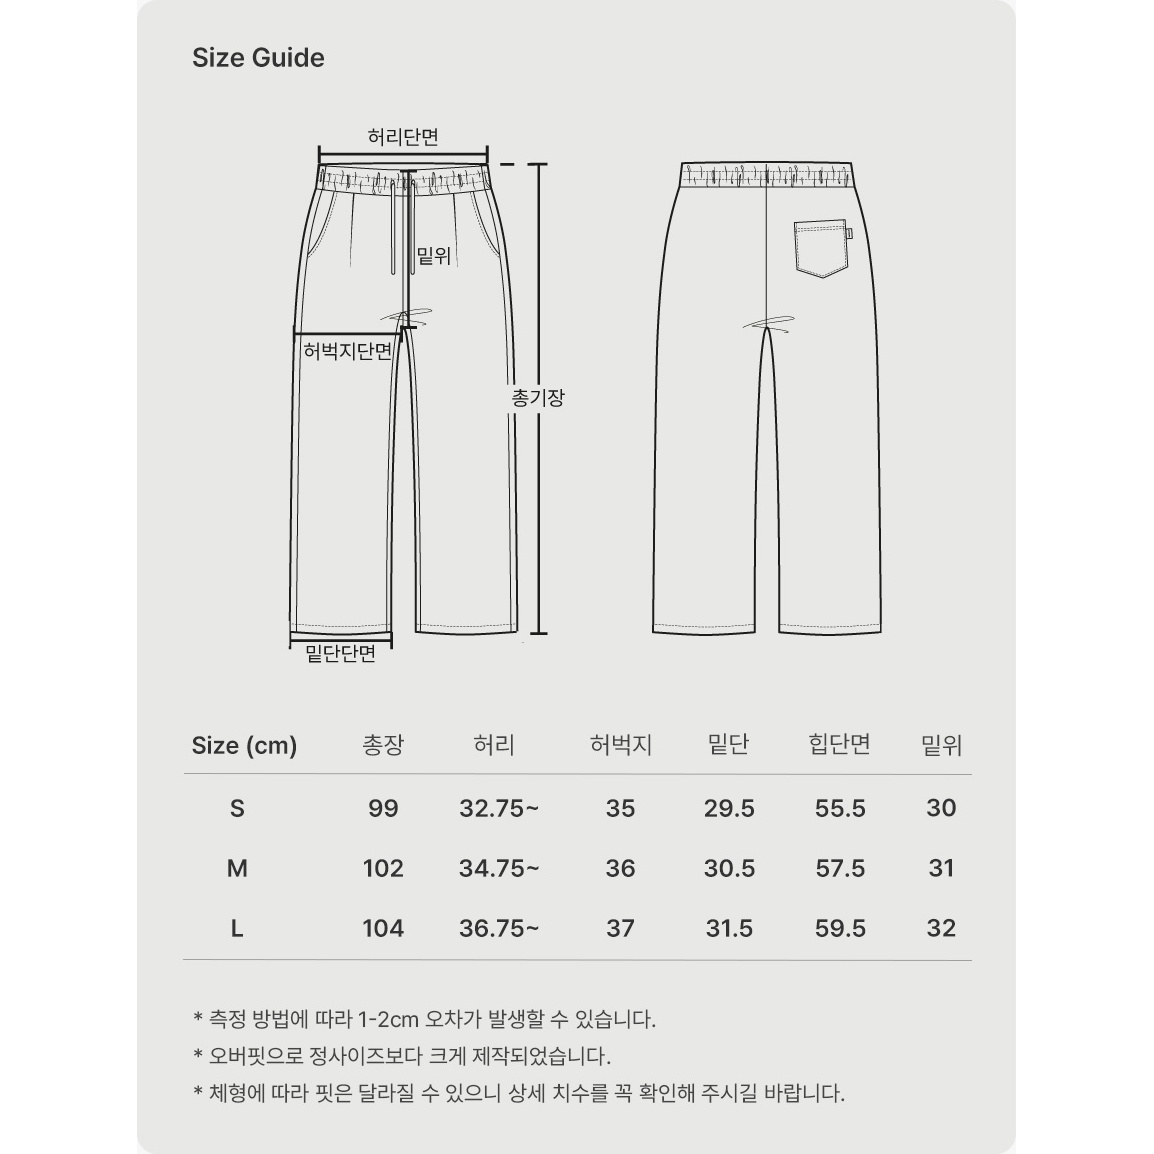 Size Guide
허리단면
밑위
허벅지단면
총기장
밑단단면
Size (cm) 총장 허리 허벅지 밑단 힙단면 밑위
S 99 32.75~ 35 29.5 55.5 30
M 102 34.75~ 36 30.5 57.5 31
L 104 36.75~ 37 31.5 59.5 32
* 측정 방법에 따라 1-2cm 오차가 발생할 수 있습니다.
* 오버핏으로 정사이즈보다 크게 제작되었습니다.
* 체형에 따라 핏은 달라질 수 있으니 상세 치수를 꼭 확인해 주시길 바랍니다.